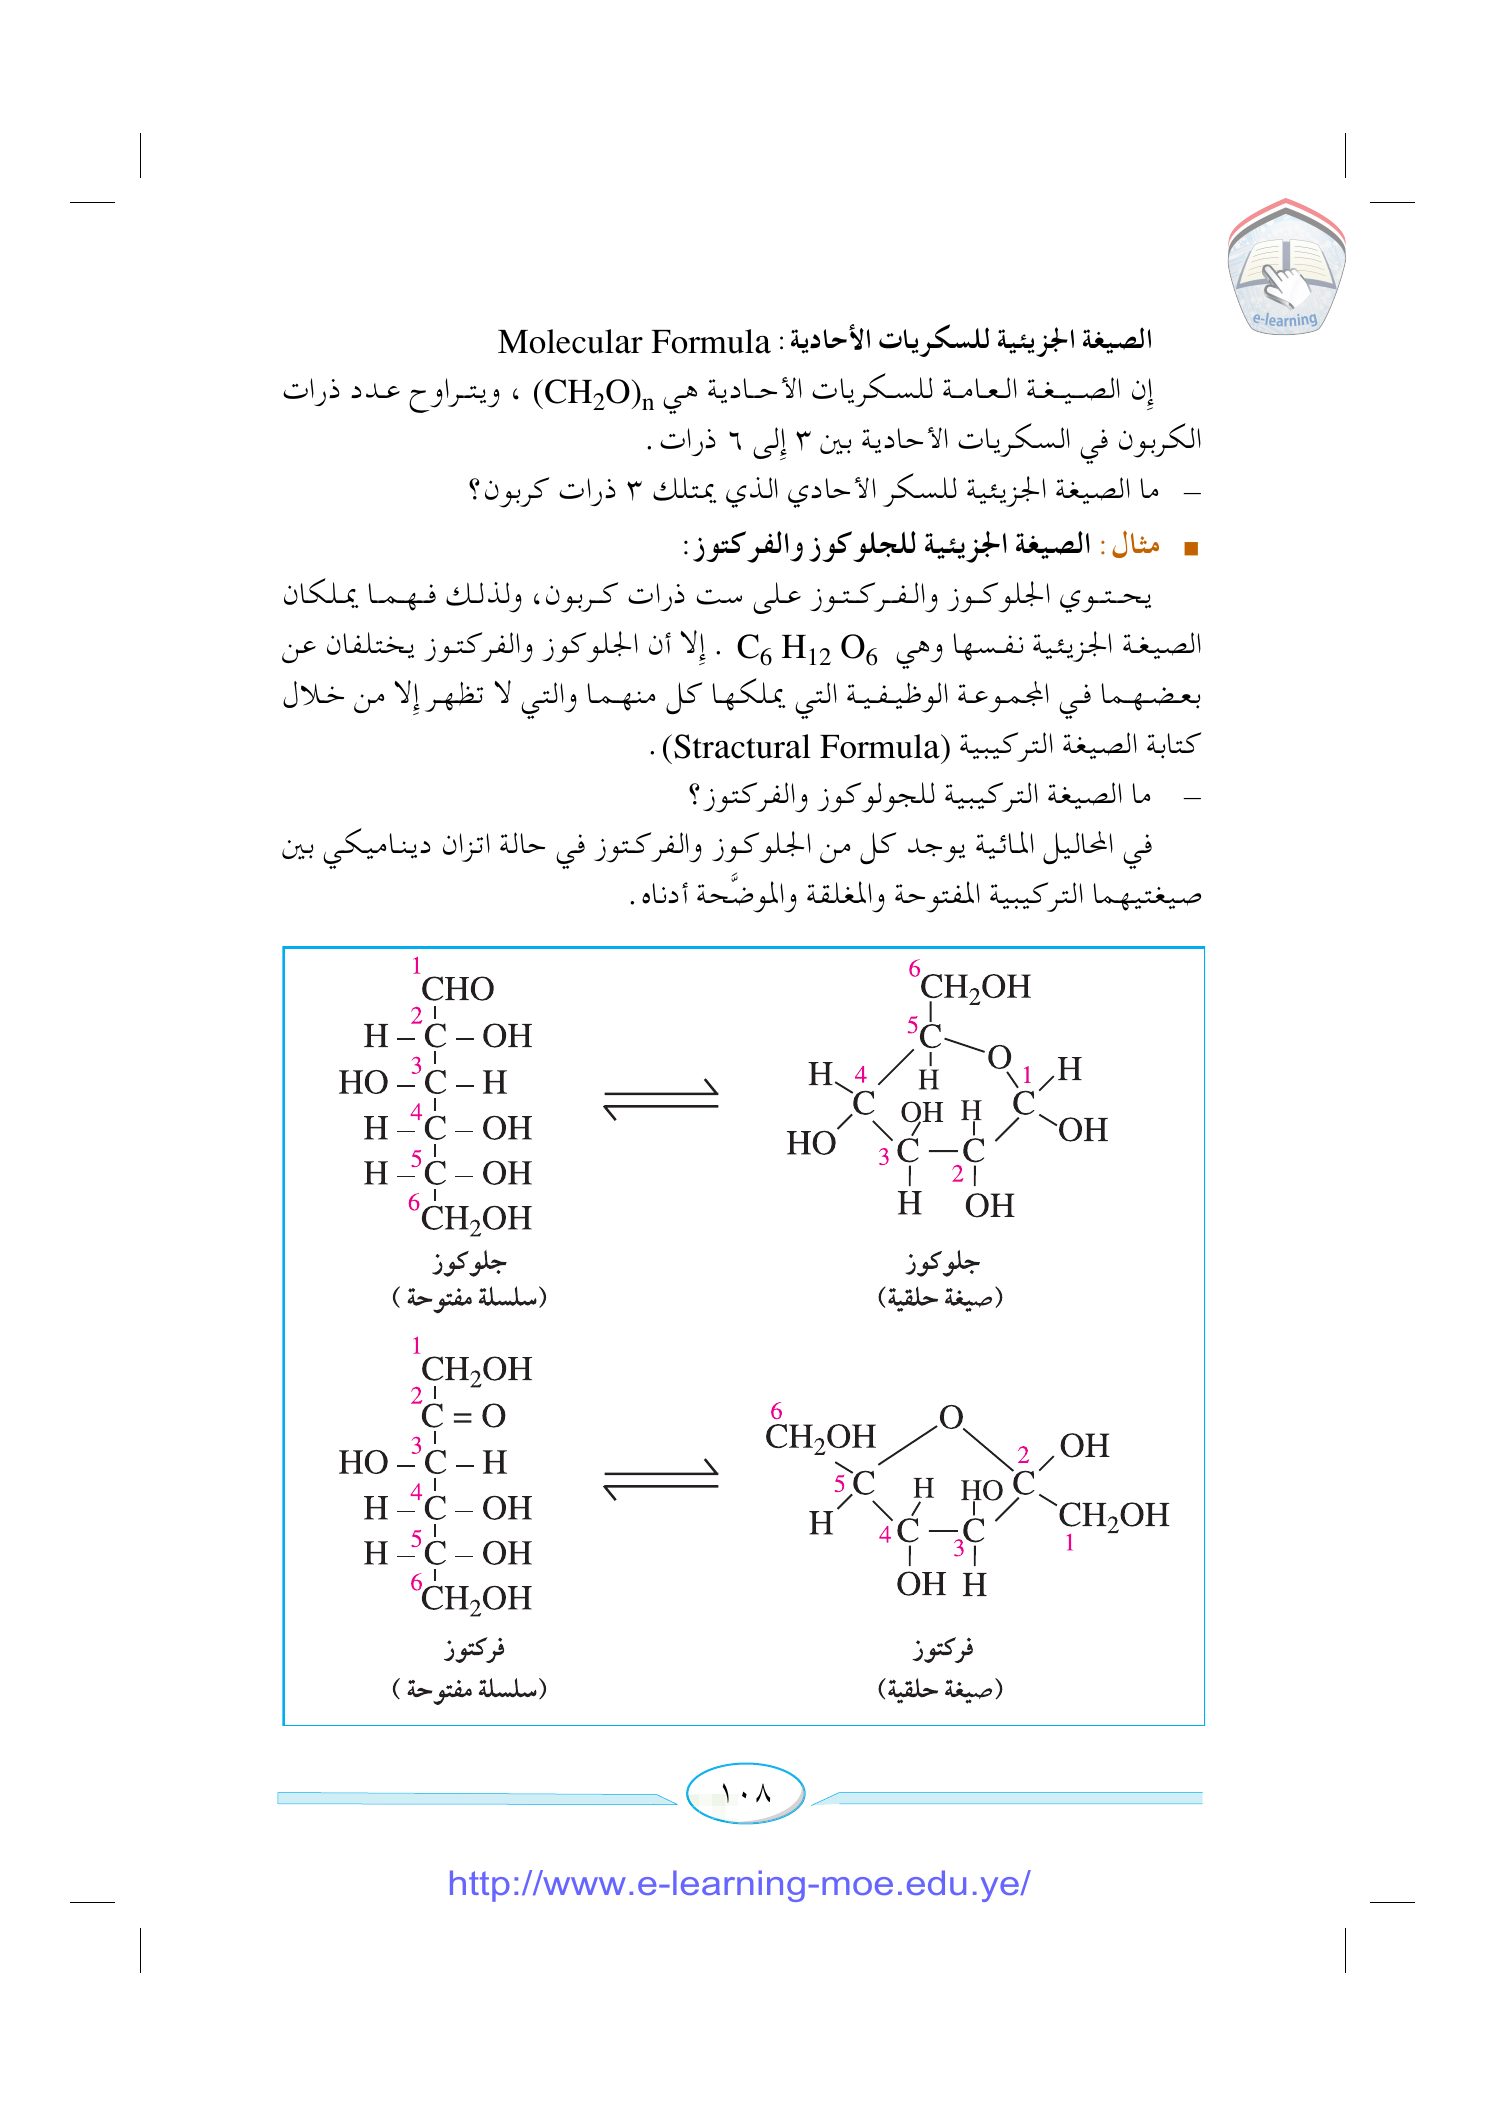 e-learning
الصيغة الجزيئية للسكريات الأحادية : Molecular Formula
إن الصيغة العامة للسكريات الأحادية هي (CH2O)n ، ويتراوح عدد ذرات
الكربون في السكريات الأحادية بين ٣ إلى ٦ ذرات .
– ما الصيغة الجزيئية للسكر الأحادي الذي يمتلك ٣ ذرات كربون؟
■ مثال : الصيغة الجزيئية للجلوكوز والفركتوز :
يحتوي الجلوكوز والفركتوز على ست ذرات كربون، ولذلك فهما يملكان
الصيغة الجزيئية نفسها وهي C6 H12 O6 . إلا أن الجلوكوز والفركتوز يختلفان عن
بعضهما في المجموعة الوظيفية التي يملكها كل منهما والتي لا تظهر إلا من خلال
كتابة الصيغة التركيبية (Stractural Formula) .
– ما الصيغة التركيبية للجولوكوز والفركتوز؟
في المحاليل المائية يوجد كل من الجلوكوز والفركتوز في حالة اتزان ديناميكي بين
صيغتيهما التركيبية المفتوحة والمغلقة والموضَّحة أدناه .
1
CHO
2
H – C – OH
3
HO – C – H
4
H – C – OH
5
H – C – OH
6
CH2OH
جلوكوز
(سلسلة مفتوحة )
6
CH2OH
5
C
O
H
H 4
1 H
C
OH H
C
HO
OH
3 C — C
2
H OH
جلوكوز
(صيغة حلقية)
1
CH2OH
2
C = O
3
HO – C – H
4
H – C – OH
5
H – C – OH
6
CH2OH
فركتوز
(سلسلة مفتوحة )
6
CH2OH
O
2 OH
5 C
H HO C
H
CH2OH
1
4 C — C
3
OH H
فركتوز
(صيغة حلقية)
١٠٨
http://www.e-learning-moe.edu.ye/